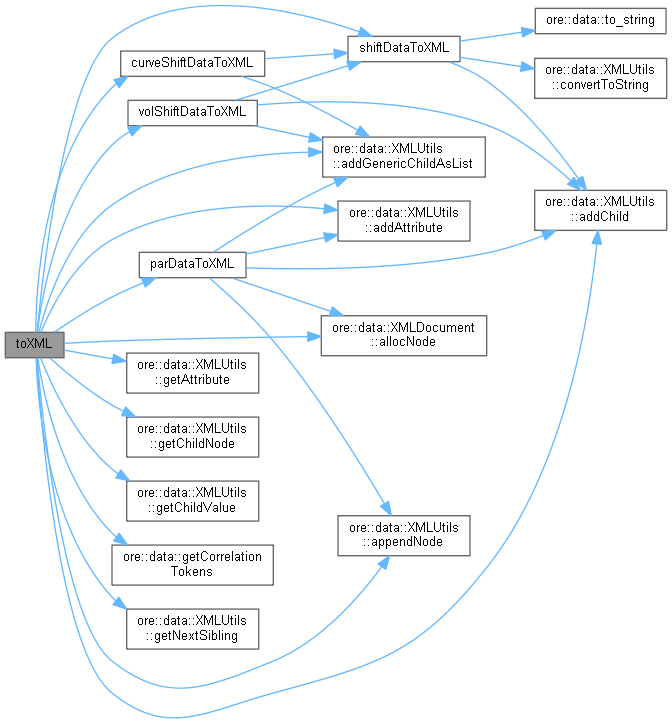 ore::data::to_string
shiftDataToXML
curveShiftDataToXML
ore::data::XMLUtils
::convertToString
volShiftDataToXML
ore::data::XMLUtils
::addGenericChildAsList
ore::data::XMLUtils
::addChild
ore::data::XMLUtils
::addAttribute
parDataToXML
toXML
ore::data::XMLDocument
::allocNode
ore::data::XMLUtils
::getAttribute
ore::data::XMLUtils
::getChildNode
ore::data::XMLUtils
::getChildValue
ore::data::XMLUtils
::appendNode
ore::data::getCorrelation
Tokens
ore::data::XMLUtils
::getNextSibling